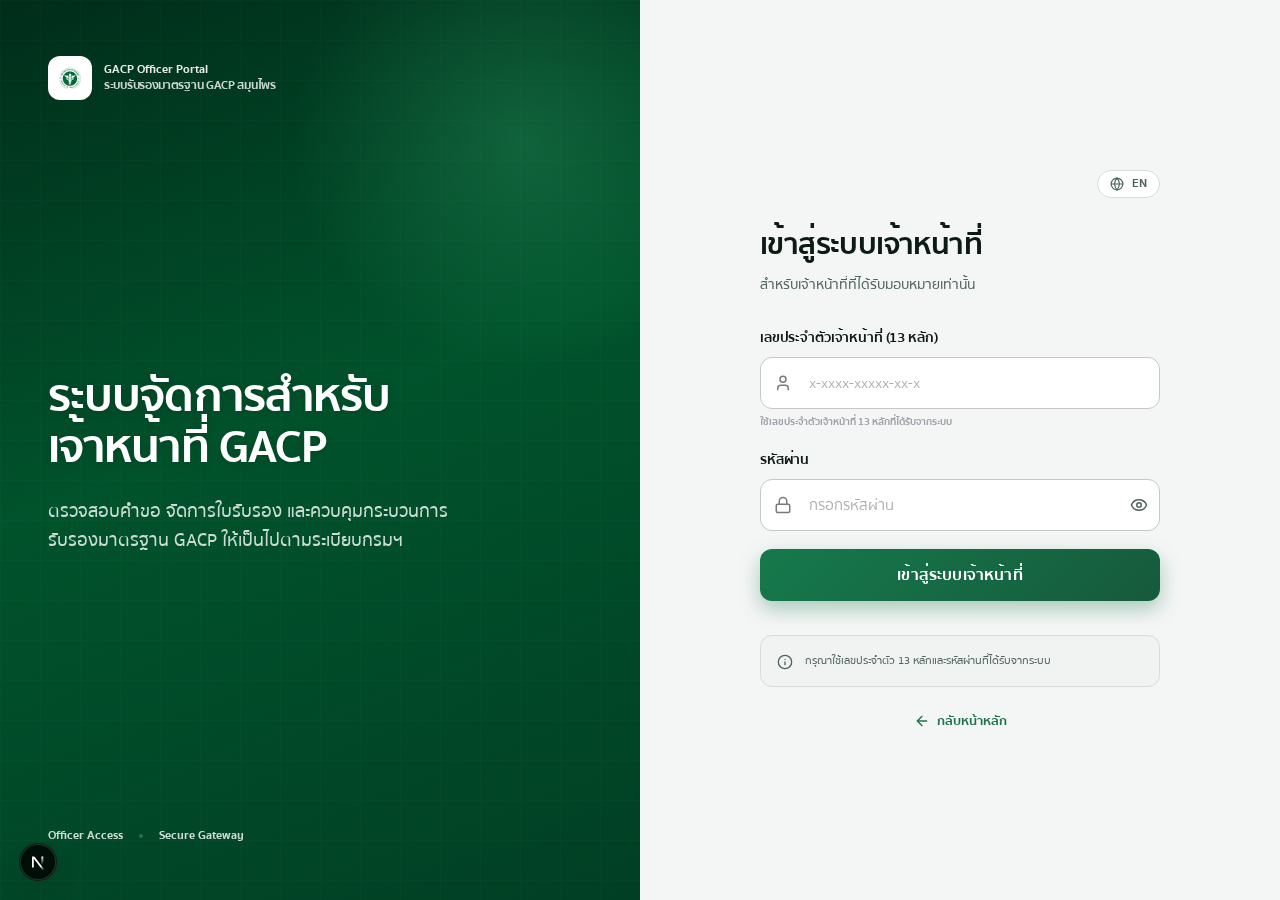 GACP Officer Portal
ระบบรับรองมาตรฐาน GACP สมุนไพร
ระบบจัดการสำหรับ
เจ้าหน้าที่ GACP
ตรวจสอบคำขอ จัดการใบรับรอง และควบคุมกระบวนการ
รับรองมาตรฐาน GACP ให้เป็นไปตามระเบียบกรมฯ
Officer Access
Secure Gateway
N
EN
เข้าสู่ระบบเจ้าหน้าที่
สำหรับเจ้าหน้าที่ที่ได้รับมอบหมายเท่านั้น
เลขประจำตัวเจ้าหน้าที่ (13 หลัก)
x-xxxx-xxxxx-xx-x
ใช้เลขประจำตัวเจ้าหน้าที่ 13 หลักที่ได้รับจากระบบ
รหัสผ่าน
กรอกรหัสผ่าน
เข้าสู่ระบบเจ้าหน้าที่
กรุณาใช้เลขประจำตัว 13 หลักและรหัสผ่านที่ได้รับจากระบบ
กลับหน้าหลัก